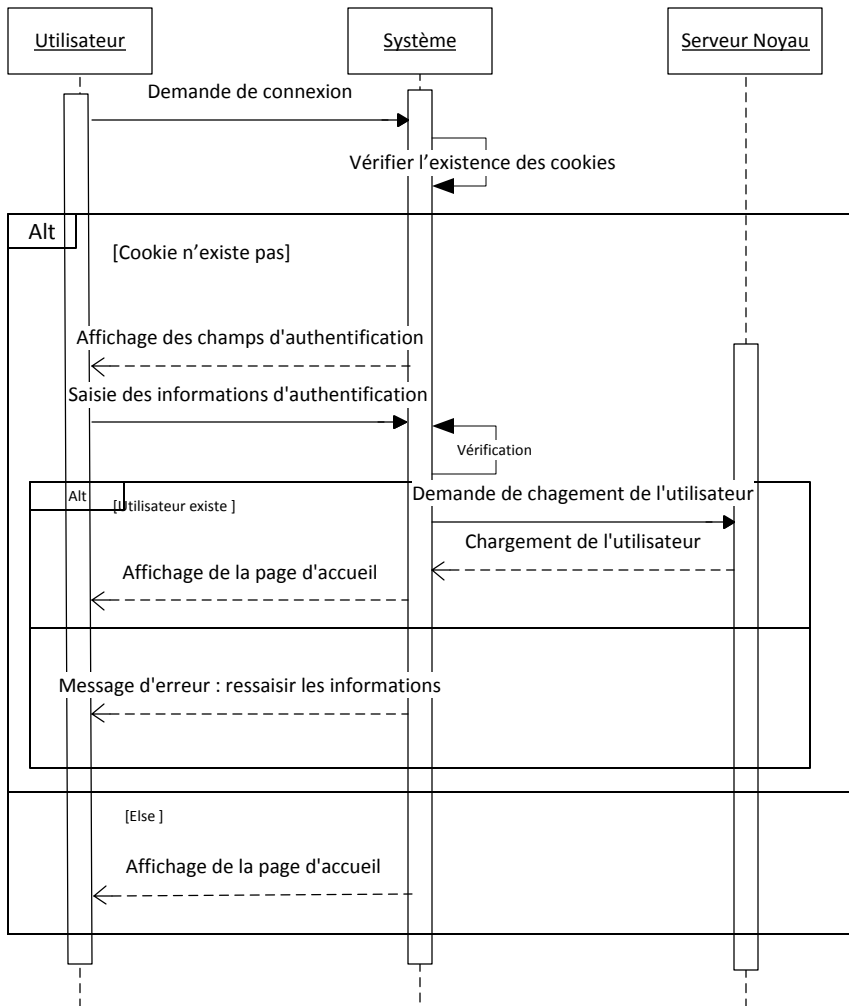 Utilisateur
Système
Serveur Noyau
Demande de connexion
Vérifier l’existence des cookies
Alt
[Cookie n’existe pas]
Affichage des champs d'authentification
Saisie des informations d'authentification
Vérification
Alt
[Utilisateur existe ]
Demande de chagement de l'utilisateur
Chargement de l'utilisateur
Affichage de la page d'accueil
Message d'erreur : ressaisir les informations
[Else ]
Affichage de la page d'accueil